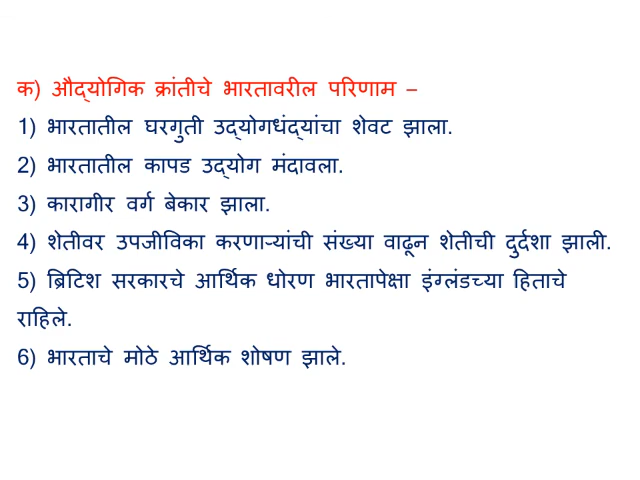 क) औद्योगिक क्रांतीचे भारतावरील परिणाम –
1) भारतातील घरगुती उद्योगधंद्यांचा शेवट झाला.
2) भारतातील कापड उद्योग मंदावला.
3) कारागीर वर्ग बेकार झाला.
4) शेतीवर उपजीविका करणाऱ्यांची संख्या वाढून शेतीची दुर्दशा झाली.
5) ब्रिटिश सरकारचे आर्थिक धोरण भारतापेक्षा इंग्लंडच्या हिताचे
राहिले.
6) भारताचे मोठे आर्थिक शोषण झाले.